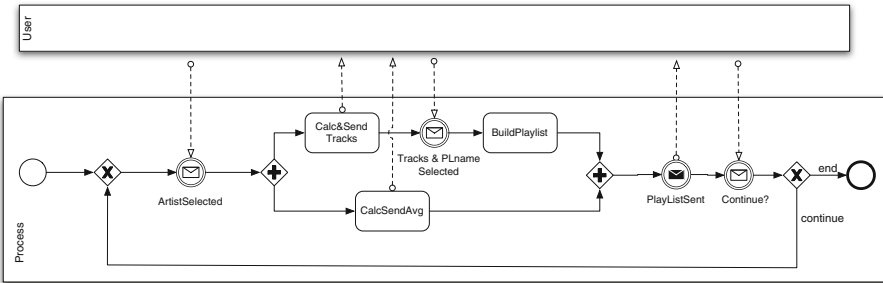 User
Calc&Send
Tracks
BuildPlaylist
Tracks & PLname
Selected
ArtistSelected
CalcSendAvg
PlayListSent
Continue?
end
continue
Process